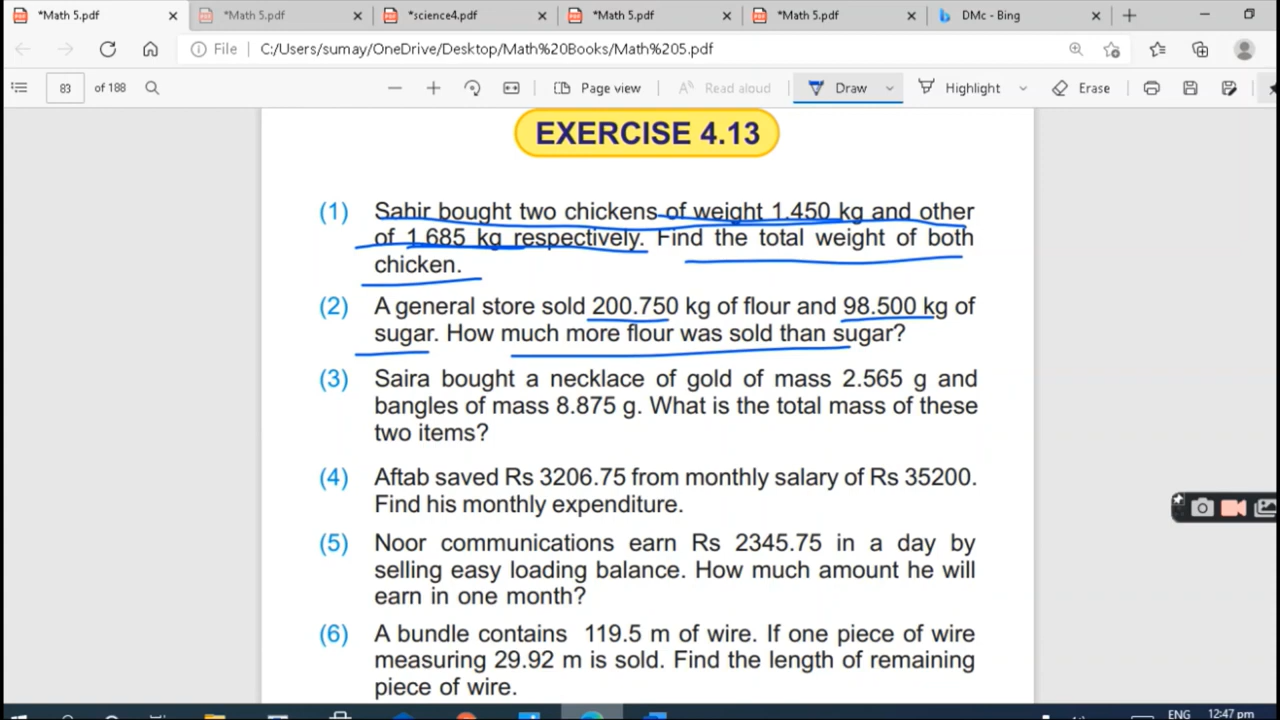 *Math 5.pdf
*Math 5.pdf
*science4.pdf
*Math 5.pdf
*Math 5.pdf
DMc - Bing
File C:/Users/sumay/OneDrive/Desktop/Math%20Books/Math%205.pdf
83 of 188 Page view Read aloud Draw Highlight Erase
EXERCISE 4.13
(1) Sahir bought two chickens of weight 1.450 kg and other
of 1.685 kg respectively. Find the total weight of both
chicken.
(2) A general store sold 200.750 kg of flour and 98.500 kg of
sugar. How much more flour was sold than sugar?
(3) Saira bought a necklace of gold of mass 2.565 g and
bangles of mass 8.875 g. What is the total mass of these
two items?
(4) Aftab saved Rs 3206.75 from monthly salary of Rs 35200.
Find his monthly expenditure.
(5) Noor communications earn Rs 2345.75 in a day by
selling easy loading balance. How much amount he will
earn in one month?
(6) A bundle contains 119.5 m of wire. If one piece of wire
measuring 29.92 m is sold. Find the length of remaining
piece of wire.
ENG 12:47 pm